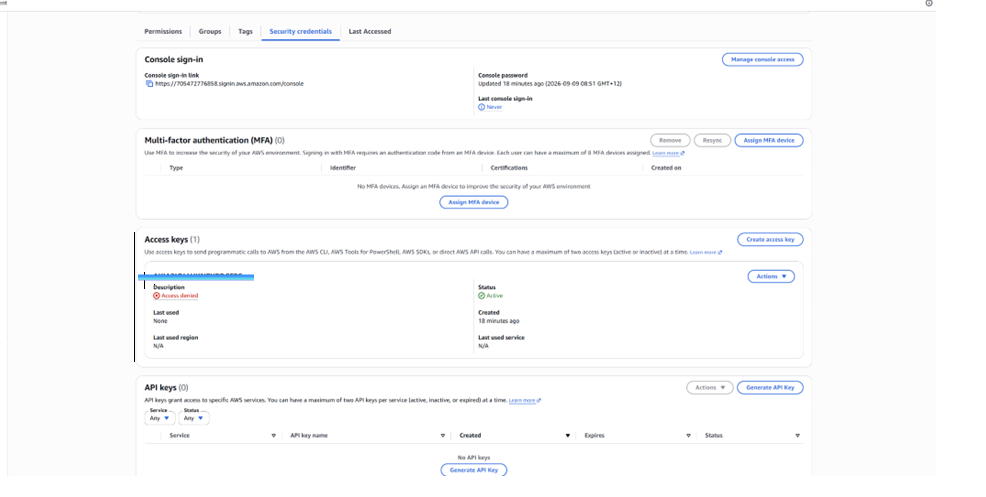 Permissions Groups Tags Security credentials Last Accessed
Console sign-in
Manage console access
Console sign-in link
https://705472776858.signin.aws.amazon.com/console
Console password
Updated 18 minutes ago (2026-09-09 08:51 GMT+12)
Last console sign-in
Never
Multi-factor authentication (MFA) (0)
Remove Resync Assign MFA device
Use MFA to increase the security of your AWS environment. Signing in with MFA requires an authentication code from an MFA device. Each user can have a maximum of 8 MFA devices assigned. Learn more
Type Identifier Certifications Created on
No MFA devices. Assign an MFA device to improve the security of your AWS environment
Assign MFA device
Access keys (1)
Create access key
Use access keys to send programmatic calls to AWS from the AWS CLI, AWS Tools for PowerShell, AWS SDKs, or direct AWS API calls. You can have a maximum of two access keys (active or inactive) at a time. Learn more
Actions
Description
Access denied
Status
Active
Last used
None
Created
18 minutes ago
Last used region
N/A
Last used service
N/A
API keys (0)
Actions Generate API Key
API keys grant access to specific AWS services. You can have a maximum of two API keys per service (active, inactive, or expired) at a time. Learn more
Service Status
Any Any
Service API key name Created Expires Status
No API keys
Generate API Key